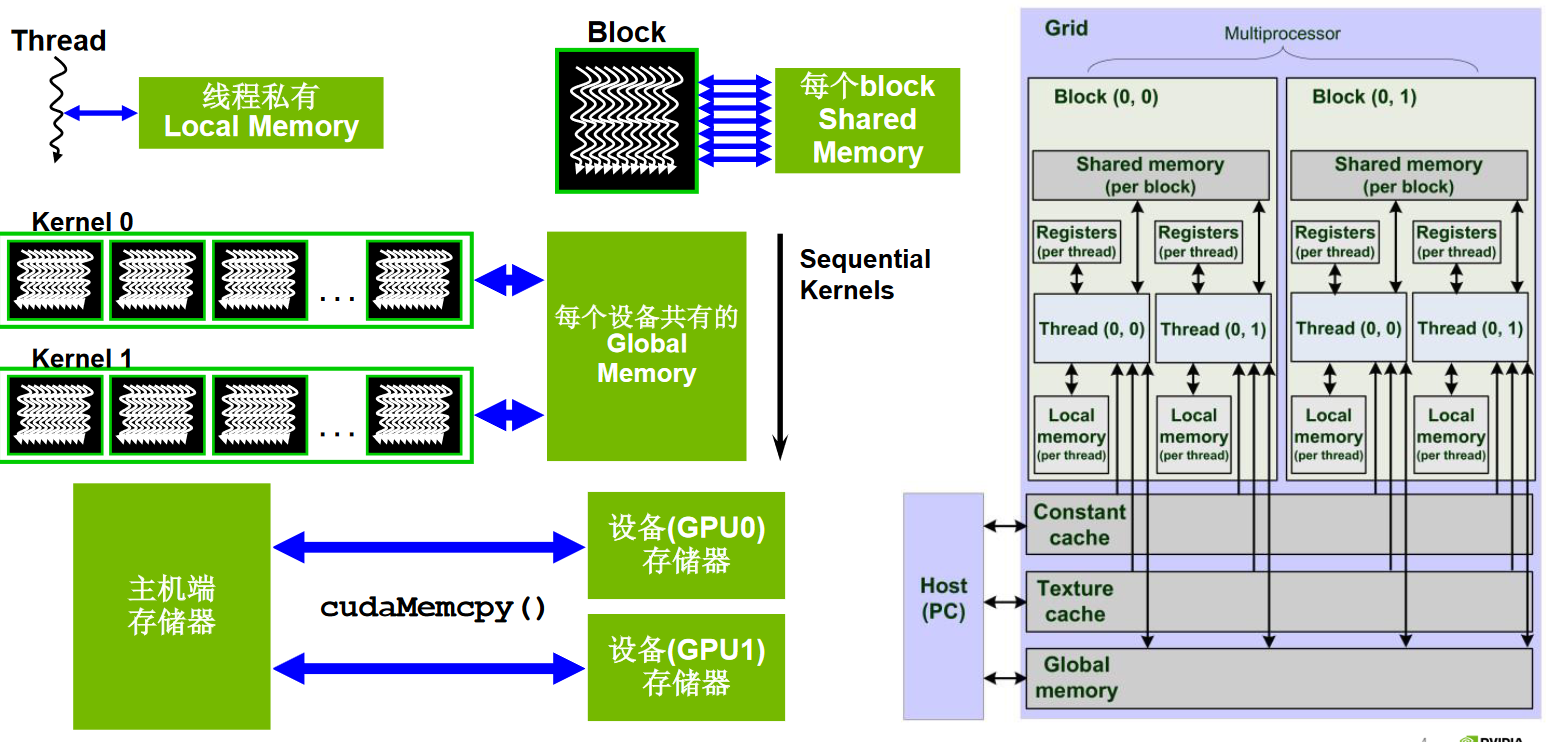 Thread
线程私有
Local Memory
Block
每个block
Shared
Memory
Kernel 0
. . .
Kernel 1
. . .
每个设备共有的
Global
Memory
Sequential
Kernels
主机端
存储器
cudaMemcpy()
设备(GPU0)
存储器
设备(GPU1)
存储器
Grid
Multiprocessor
Block (0, 0)
Shared memory
(per block)
Registers
(per thread)
Registers
(per thread)
Thread (0, 0)
Thread (0, 1)
Local
memory
(per thread)
Local
memory
(per thread)
Block (0, 1)
Shared memory
(per block)
Registers
(per thread)
Registers
(per thread)
Thread (0, 0)
Thread (0, 1)
Local
memory
(per thread)
Local
memory
(per thread)
Host
(PC)
Constant
cache
Texture
cache
Global
memory